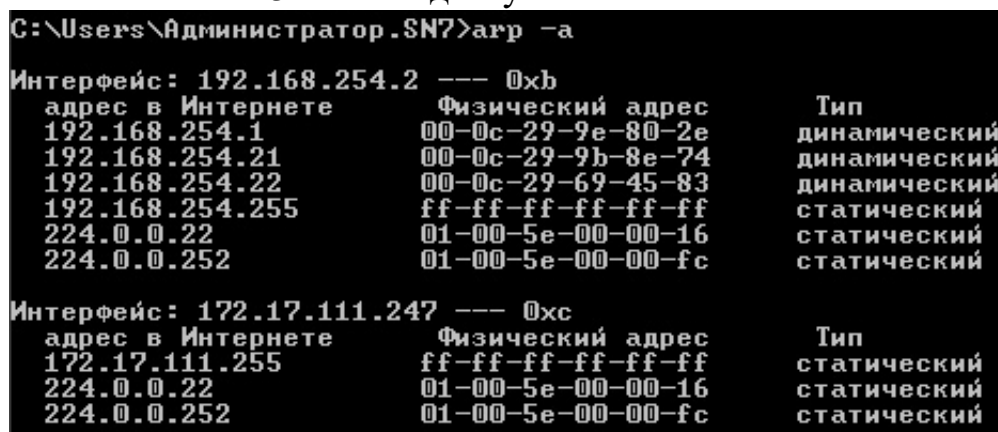 C:\Users\Администратор.SN7>arp -a
Интерфейс: 192.168.254.2 --- 0xb
адрес в Интернете Физический адрес Тип
192.168.254.1 00-0c-29-9e-80-2e динамический
192.168.254.21 00-0c-29-9b-8e-74 динамический
192.168.254.22 00-0c-29-69-45-83 динамический
192.168.254.255 ff-ff-ff-ff-ff-ff статический
224.0.0.22 01-00-5e-00-00-16 статический
224.0.0.252 01-00-5e-00-00-fc статический
Интерфейс: 172.17.111.247 --- 0xc
адрес в Интернете Физический адрес Тип
172.17.111.255 ff-ff-ff-ff-ff-ff статический
224.0.0.22 01-00-5e-00-00-16 статический
224.0.0.252 01-00-5e-00-00-fc статический